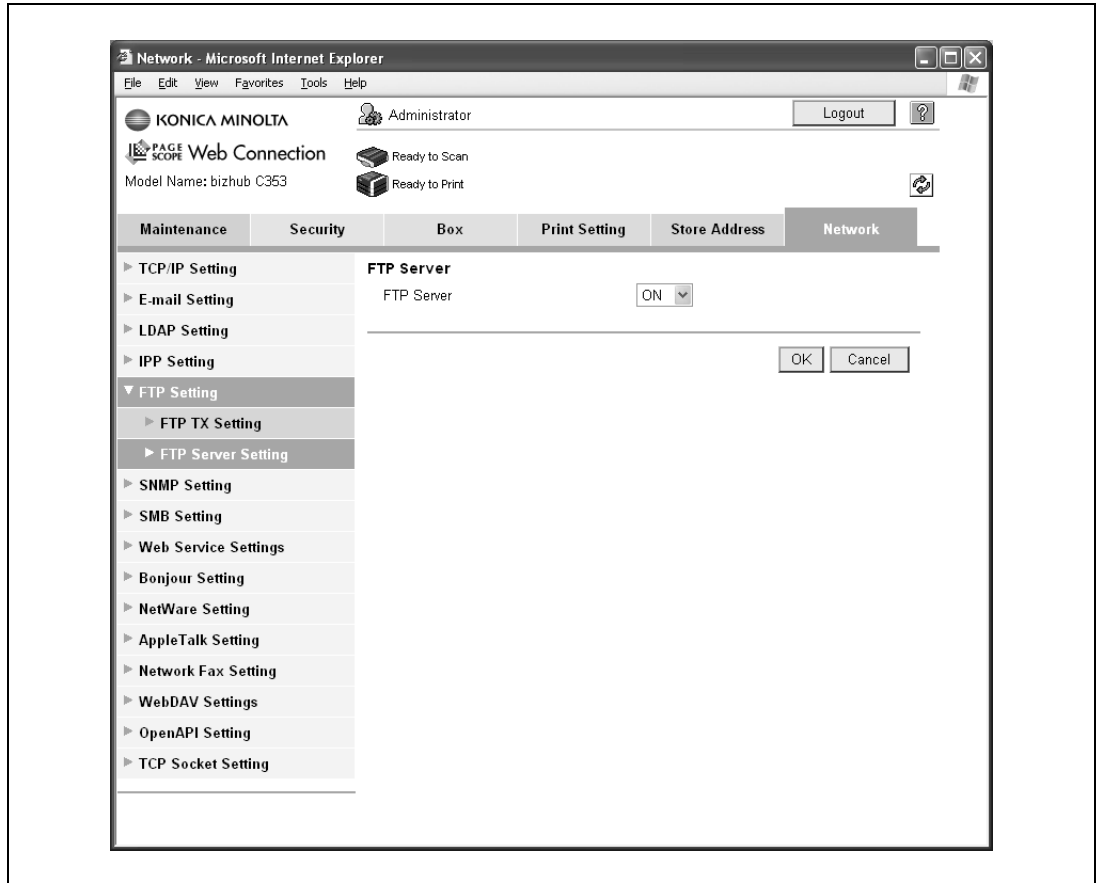 Network - Microsoft Internet Explorer
File Edit View Favorites Tools Help
KONICA MINOLTA
Administrator
Logout
?
PAGE SCOPE Web Connection
Ready to Scan
Model Name: bizhub C353
Ready to Print
Maintenance Security Box Print Setting Store Address Network
TCP/IP Setting
E-mail Setting
LDAP Setting
IPP Setting
FTP Setting
FTP TX Setting
FTP Server Setting
SNMP Setting
SMB Setting
Web Service Settings
Bonjour Setting
NetWare Setting
AppleTalk Setting
Network Fax Setting
WebDAV Settings
OpenAPI Setting
TCP Socket Setting
FTP Server
FTP Server ON
OK Cancel